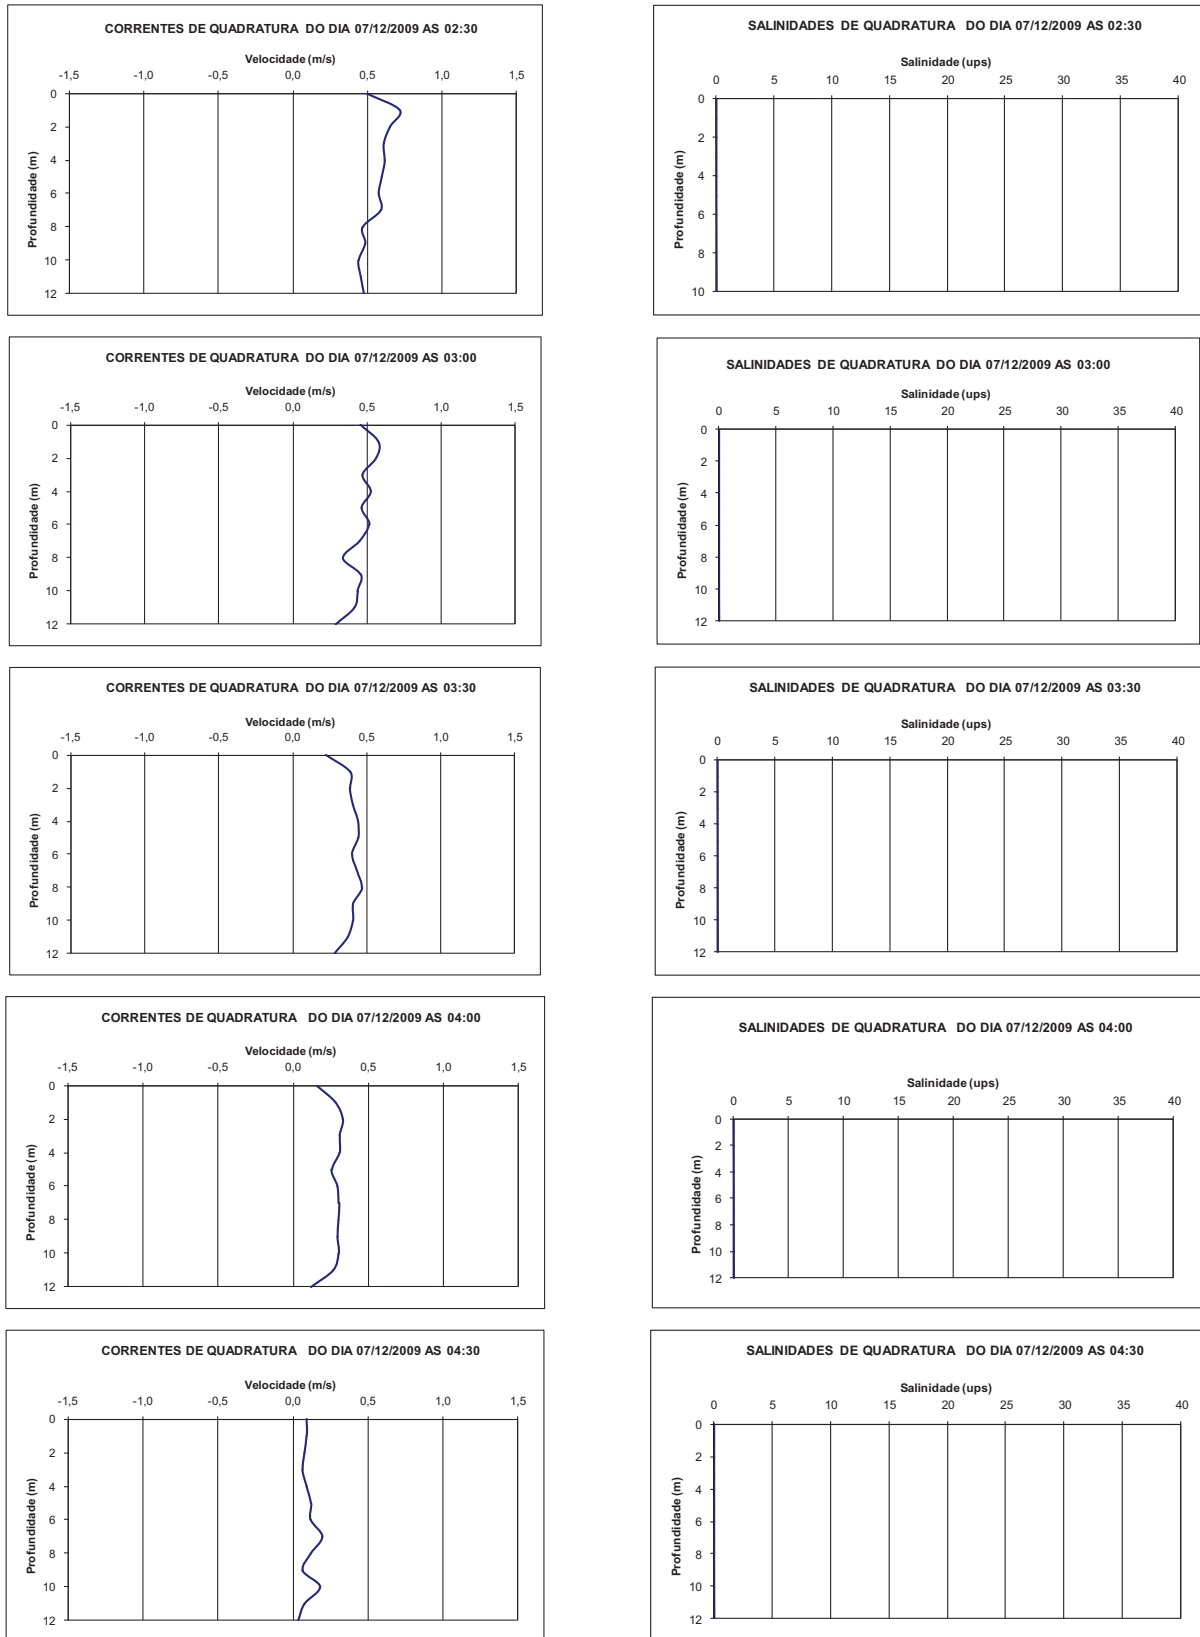 CORRENTES DE QUADRATURA DO DIA 07/12/2009 AS 02:30
Velocidade (m/s)
-1,5 -1,0 -0,5 0,0 0,5 1,0 1,5
Profundidade (m)
0
2
4
6
8
10
12
SALINIDADES DE QUADRATURA DO DIA 07/12/2009 AS 02:30
Salinidade (ups)
0 5 10 15 20 25 30 35 40
Profundidade (m)
0
2
4
6
8
10
CORRENTES DE QUADRATURA DO DIA 07/12/2009 AS 03:00
Velocidade (m/s)
-1,5 -1,0 -0,5 0,0 0,5 1,0 1,5
Profundidade (m)
0
2
4
6
8
10
12
SALINIDADES DE QUADRATURA DO DIA 07/12/2009 AS 03:00
Salinidade (ups)
0 5 10 15 20 25 30 35 40
Profundidade (m)
0
2
4
6
8
10
12
CORRENTES DE QUADRATURA DO DIA 07/12/2009 AS 03:30
Velocidade (m/s)
-1,5 -1,0 -0,5 0,0 0,5 1,0 1,5
Profundidade (m)
0
2
4
6
8
10
12
SALINIDADES DE QUADRATURA DO DIA 07/12/2009 AS 03:30
Salinidade (ups)
0 5 10 15 20 25 30 35 40
Profundidade (m)
0
2
4
6
8
10
12
CORRENTES DE QUADRATURA DO DIA 07/12/2009 AS 04:00
Velocidade (m/s)
-1,5 -1,0 -0,5 0,0 0,5 1,0 1,5
Profundidade (m)
0
2
4
6
8
10
12
SALINIDADES DE QUADRATURA DO DIA 07/12/2009 AS 04:00
Salinidade (ups)
0 5 10 15 20 25 30 35 40
Profundidade (m)
0
2
4
6
8
10
12
CORRENTES DE QUADRATURA DO DIA 07/12/2009 AS 04:30
Velocidade (m/s)
-1,5 -1,0 -0,5 0,0 0,5 1,0 1,5
Profundidade (m)
0
2
4
6
8
10
12
SALINIDADES DE QUADRATURA DO DIA 07/12/2009 AS 04:30
Salinidade (ups)
0 5 10 15 20 25 30 35 40
Profundidade (m)
0
2
4
6
8
10
12